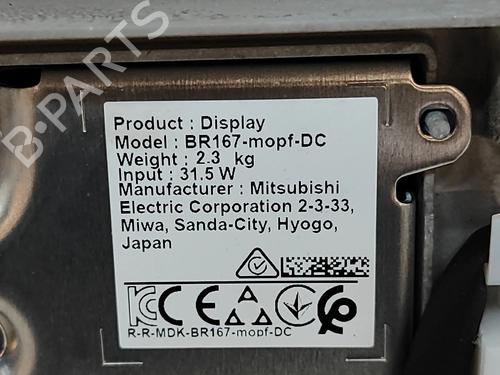 Product : Display
Model : BR167-mopf-DC
Weight : 2.3 kg
Input : 31.5 W
Manufacturer : Mitsubishi
Electric Corporation 2-3-33,
Miwa, Sanda-City, Hyogo,
Japan
R-R-MDK-BR167-mopf-DC